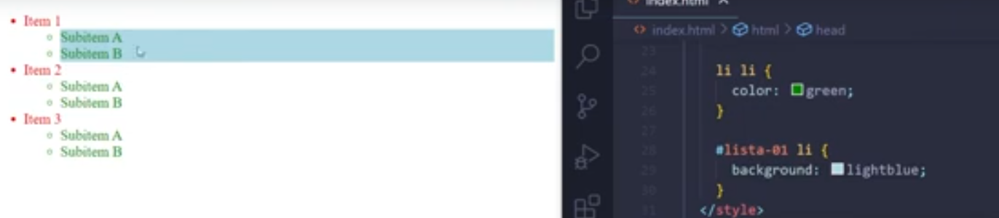 Item 1
Subitem A
Subitem B
Item 2
Subitem A
Subitem B
Item 3
Subitem A
Subitem B
index.html
index.html > html > head
23
24 li li {
25 color: green;
26 }
27
28 #lista-01 li {
29 background: lightblue;
30 }
31 </style>